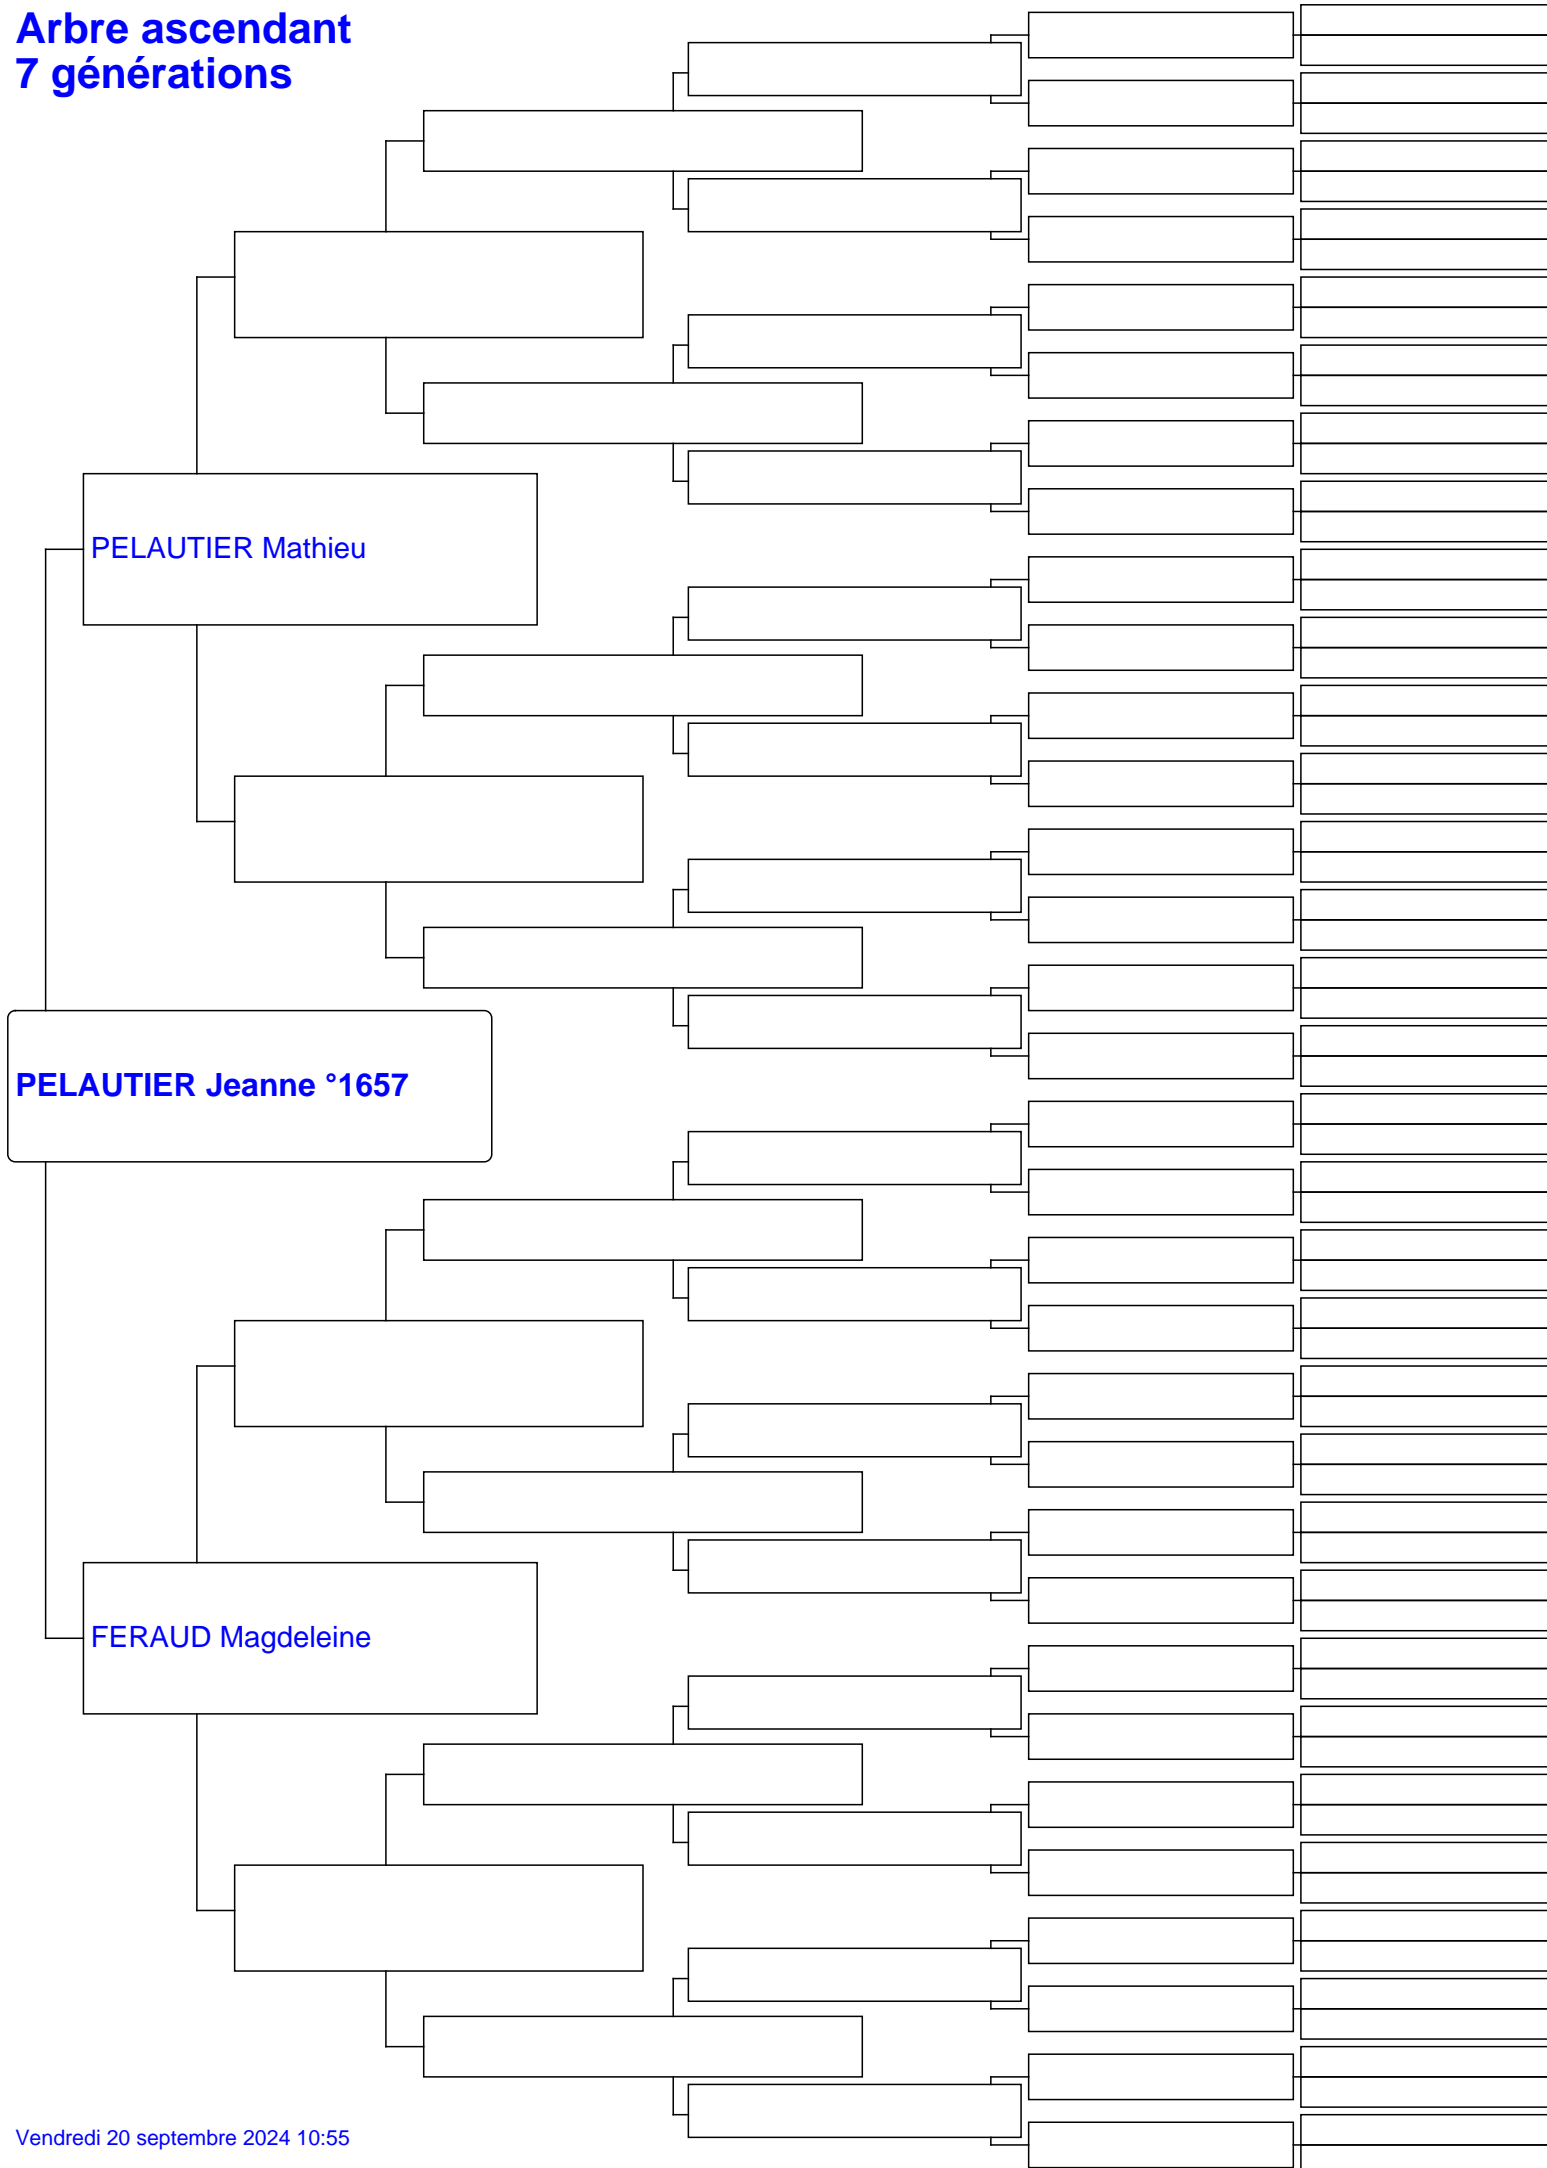 Arbre ascendant
7 générations
PELAUTIER Mathieu
PELAUTIER Jeanne °1657
FERAUD Magdeleine
Vendredi 20 septembre 2024 10:55